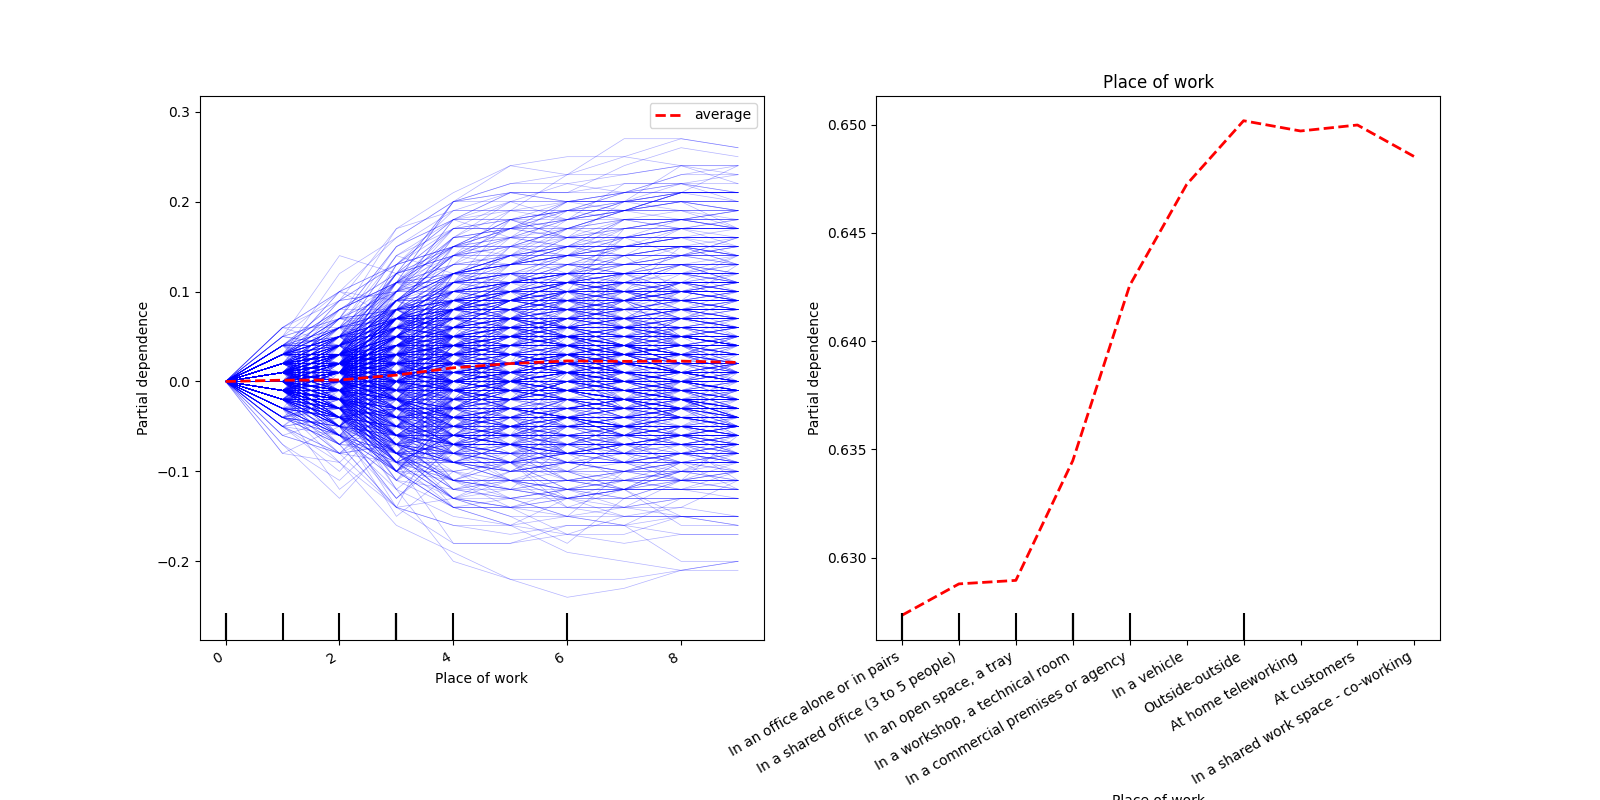 Place of work
0.3
0.2
0.1
0.0
−0.1
−0.2
Partial dependence
average
0
2
4
6
8
Place of work
0.650
0.645
0.640
0.635
0.630
Partial dependence
In an office alone or in pairs
In a shared office (3 to 5 people)
In an open space, a tray
In a workshop, a technical room
In a commercial premises or agency
In a vehicle
Outside-outside
At home teleworking
At customers
In a shared work space - co-working
Place of work